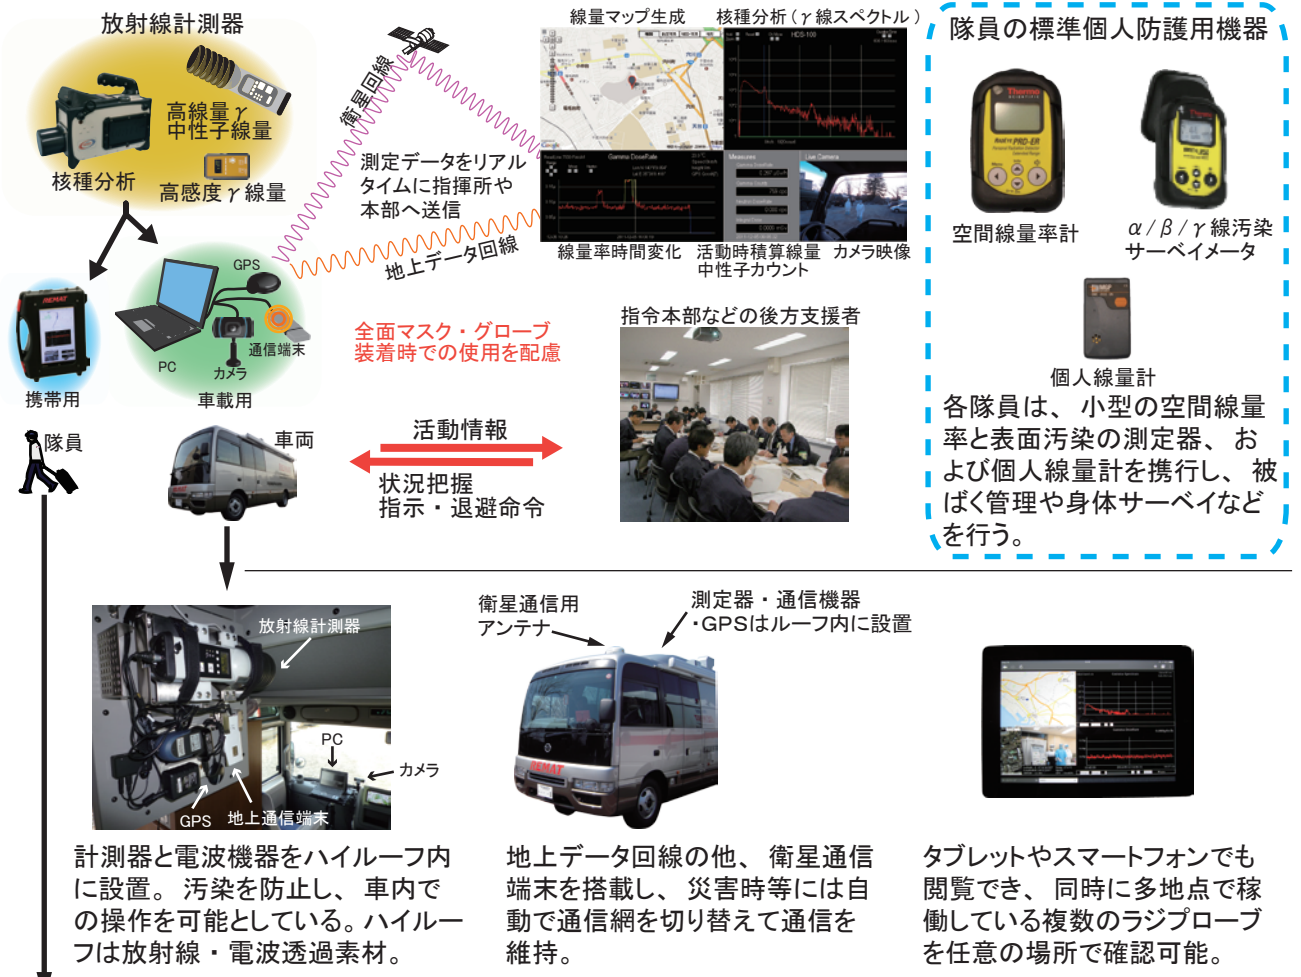 放射線計測器
高線量γ
中性子線量
核種分析
高感度γ線量
衛星回線
測定データをリアル
タイムに指揮所や
本部へ送信
地上データ回線
線量マップ生成
核種分析(γ線スペクトル)
HDS-100
Gamma DoseRate
Measures
Live Camera
線量率時間変化
活動時積算線量
中性子カウント
カメラ映像
GPS
PC
カメラ
通信端末
REMAT
携帯用
車載用
全面マスク・グローブ
装着時での使用を配慮
指令本部などの後方支援者
隊員
車両
活動情報
状況把握
指示・退避命令
隊員の標準個人防護用機器
Thermo
SCIENTIFIC
PRD-ER
空間線量率計
α/β/γ線汚染
サーベイメータ
個人線量計
各隊員は、小型の空間線量
率と表面汚染の測定器、お
よび個人線量計を携行し、被
ばく管理や身体サーベイなど
を行う。
放射線計測器
PC
カメラ
GPS
地上通信端末
計測器と電波機器をハイルーフ内
に設置。汚染を防止し、車内で
の操作を可能としている。ハイルー
フは放射線・電波透過素材。
衛星通信用
アンテナ
測定器・通信機器
・GPSはルーフ内に設置
REMAT
地上データ回線の他、衛星通信
端末を搭載し、災害時等には自
動で通信網を切り替えて通信を
維持。
タブレットやスマートフォンでも
閲覧でき、同時に多地点で稼
働している複数のラジプローブ
を任意の場所で確認可能。